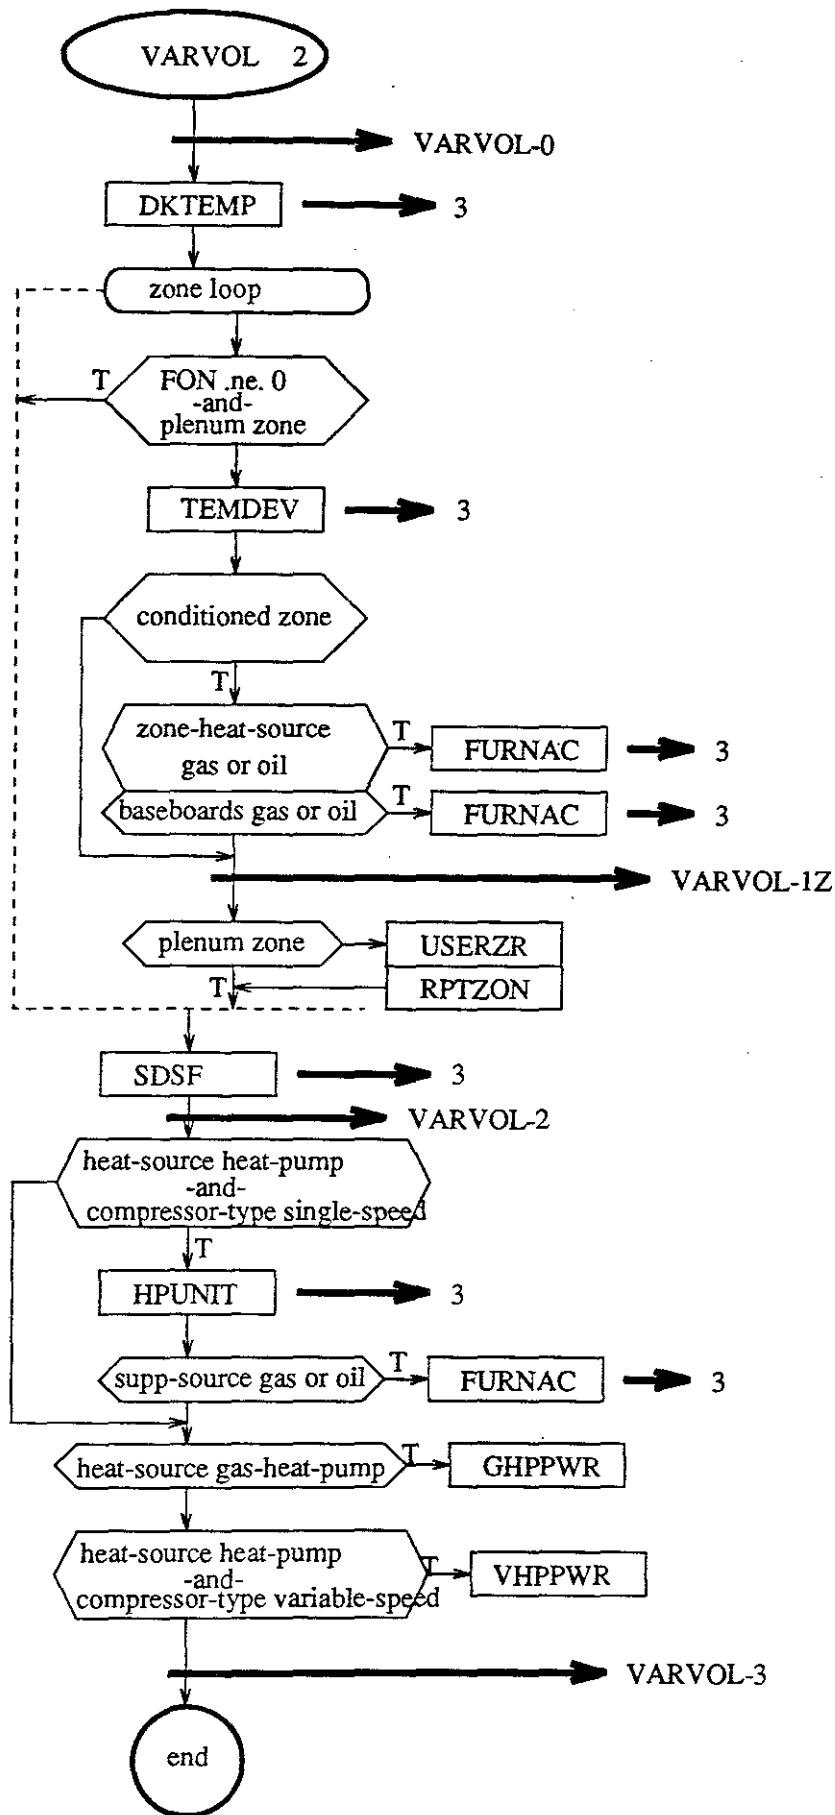 VARVOL 2
VARVOL-0
DKTEMP 3
zone loop
T
FON .ne. 0
-and-
plenum zone
TEMDEV 3
conditioned zone
T
zone-heat-source
gas or oil
T
FURNAC 3
baseboards gas or oil
T
FURNAC 3
VARVOL-1Z
plenum zone
USERZR
T
RPTZON
SDSF 3
VARVOL-2
heat-source heat-pump
-and-
compressor-type single-speed
T
HPUNIT 3
supp-source gas or oil
T
FURNAC 3
heat-source gas-heat-pump
T
GHPPWR
heat-source heat-pump
-and-
compressor-type variable-speed
T
VHPPWR
VARVOL-3
end